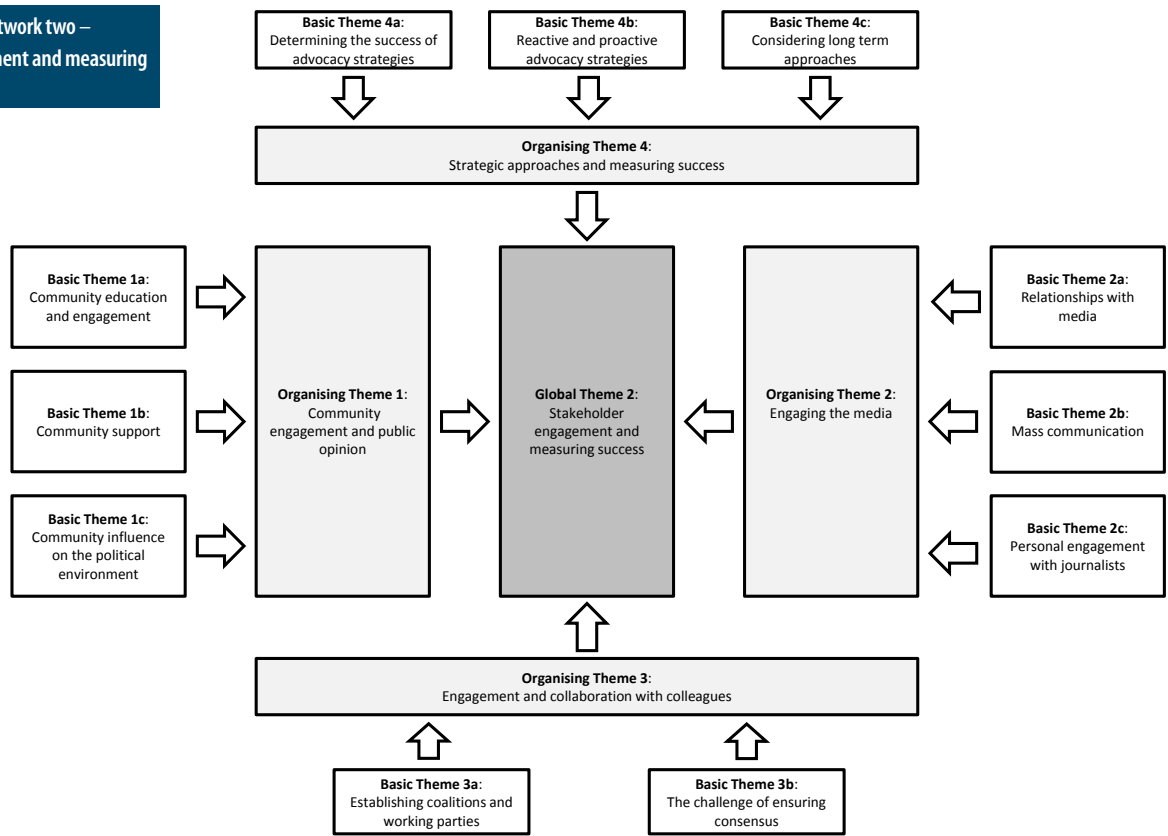 twork two –
ent and measuring
Basic Theme 4a:
Determining the success of
advocacy strategies
Basic Theme 4b:
Reactive and proactive
advocacy strategies
Basic Theme 4c:
Considering long term
approaches
Organising Theme 4:
Strategic approaches and measuring success
Basic Theme 1a:
Community education
and engagement
Basic Theme 1b:
Community support
Basic Theme 1c:
Community influence
on the political
environment
Organising Theme 1:
Community
engagement and public
opinion
Global Theme 2:
Stakeholder
engagement and
measuring success
Organising Theme 2:
Engaging the media
Basic Theme 2a:
Relationships with
media
Basic Theme 2b:
Mass communication
Basic Theme 2c:
Personal engagement
with journalists
Organising Theme 3:
Engagement and collaboration with colleagues
Basic Theme 3a:
Establishing coalitions and
working parties
Basic Theme 3b:
The challenge of ensuring
consensus